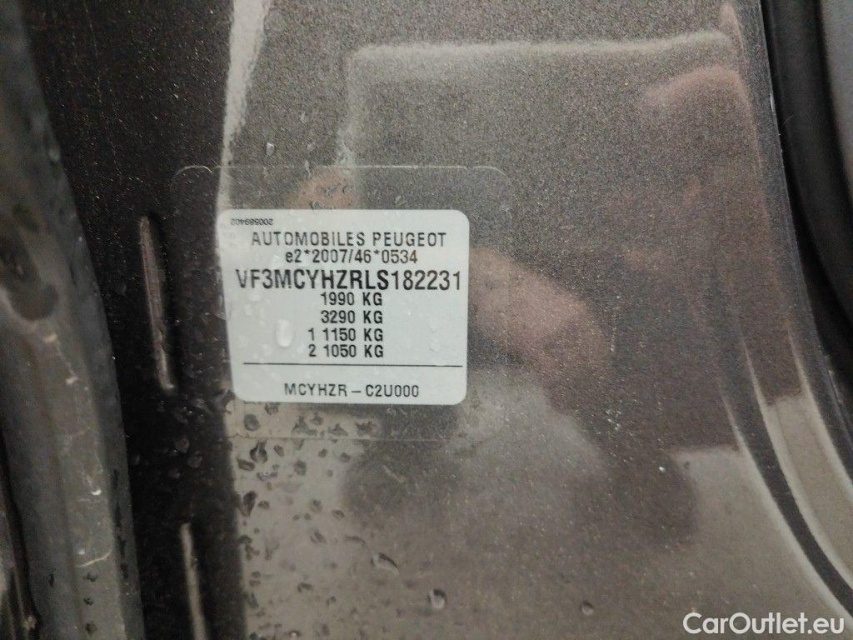 200589402
AUTOMOBILES PEUGEOT
e2*2007/46*0534
VF3MCYHZRLS182231
1990 KG
3290 KG
1 1150 KG
2 1050 KG
MCYHZR - C2U000
CarOutlet.eu